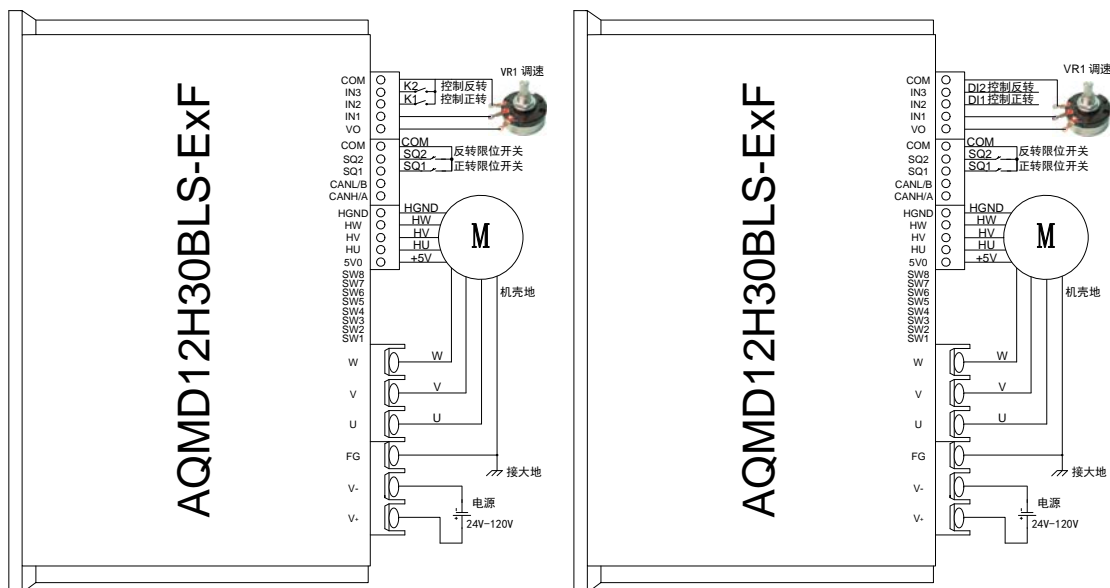 AQMD12H30BLS-ExF
COM
IN3
IN2
IN1
VO
COM
SQ2
SQ1
CANL/B
CANH/A
HGND
HW
HV
HU
5V0
SW8
SW7
SW6
SW5
SW4
SW3
SW2
SW1
W
V
U
FG
V-
V+
VR1 调速
K2 控制反转
K1 控制正转
COM
SQ2 反转限位开关
SQ1 正转限位开关
HGND
HW
HV
HU
+5V
M
机壳地
W
V
U
接大地
电源
24V-120V
AQMD12H30BLS-ExF
COM
IN3
IN2
IN1
VO
COM
SQ2
SQ1
CANL/B
CANH/A
HGND
HW
HV
HU
5V0
SW8
SW7
SW6
SW5
SW4
SW3
SW2
SW1
W
V
U
FG
V-
V+
VR1 调速
DI2 控制反转
DI1 控制正转
COM
SQ2 反转限位开关
SQ1 正转限位开关
HGND
HW
HV
HU
+5V
M
机壳地
W
V
U
接大地
电源
24V-120V